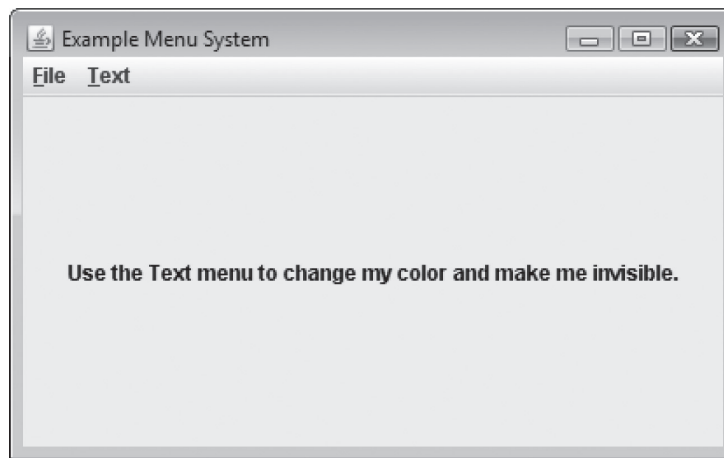 Example Menu System
File Text
Use the Text menu to change my color and make me invisible.